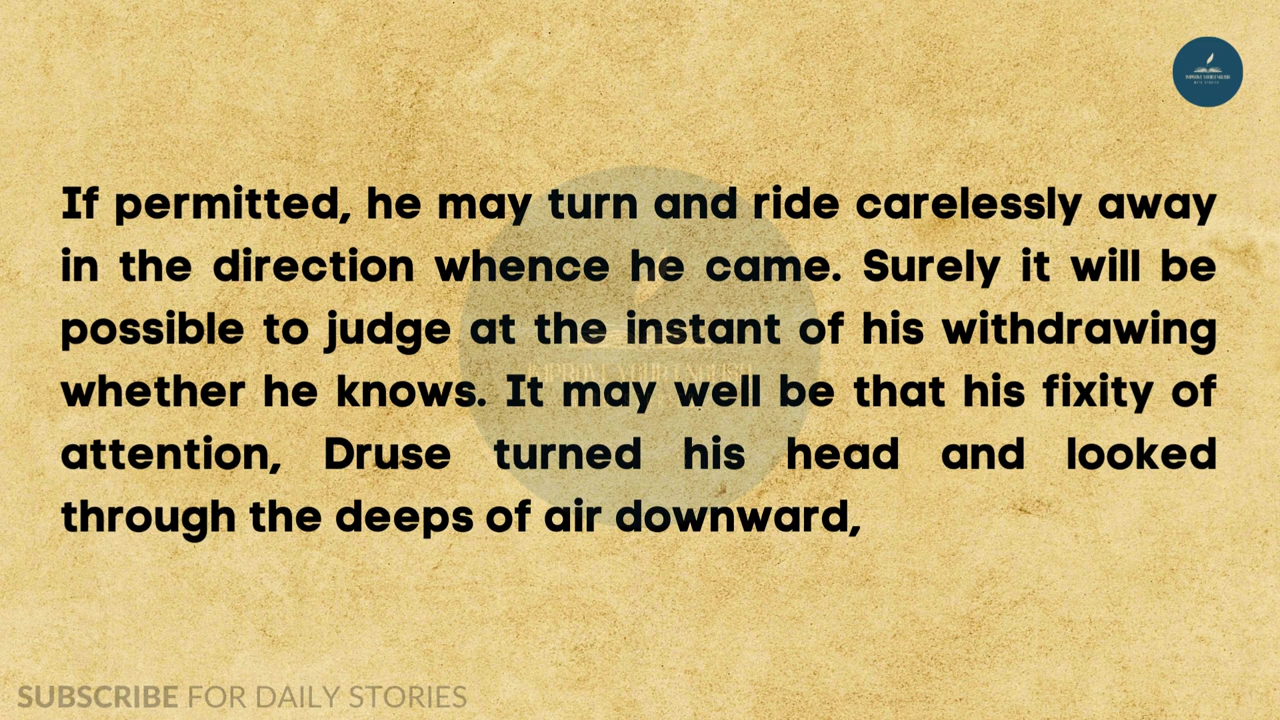 If permitted, he may turn and ride carelessly away
in the direction whence he came. Surely it will be
possible to judge at the instant of his withdrawing
whether he knows. It may well be that his fixity of
attention, Druse turned his head and looked
through the deeps of air downward,
SUBSCRIBE FOR DAILY STORIES